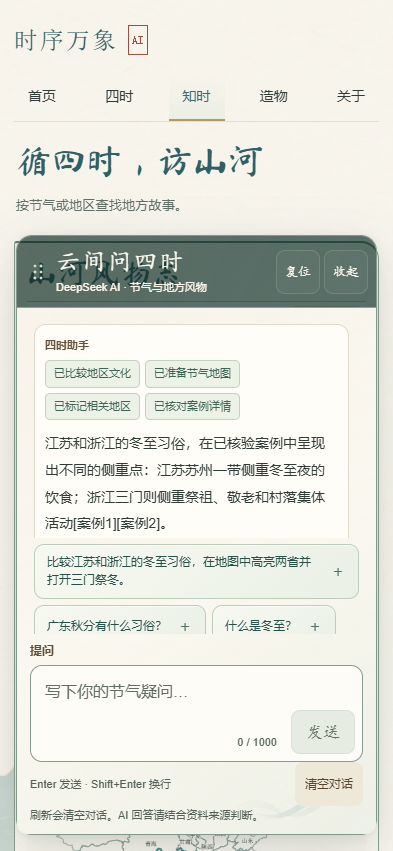 时序万象 AI
首页 四时 知时 造物 关于
循四时，访山河
按节气或地区查找地方故事。
山河风物志
云间问四时
DeepSeek AI · 节气与地方风物
复位 收起
四时助手
已比较地区文化 已准备节气地图
已标记相关地区 已核对案例详情
江苏和浙江的冬至习俗，在已核验案例中呈现
出不同的侧重点：江苏苏州一带侧重冬至夜的
饮食；浙江三门则侧重祭祖、敬老和村落集体
活动[案例1][案例2]。
比较江苏和浙江的冬至习俗，在地图中高亮两省并
打开三门祭冬。 +
广东秋分有什么习俗？ + 什么是冬至？ +
提问
写下你的节气疑问…
0 / 1000 发送
Enter 发送 · Shift+Enter 换行 清空对话
刷新会清空对话。AI 回答请结合资料来源判断。
青海